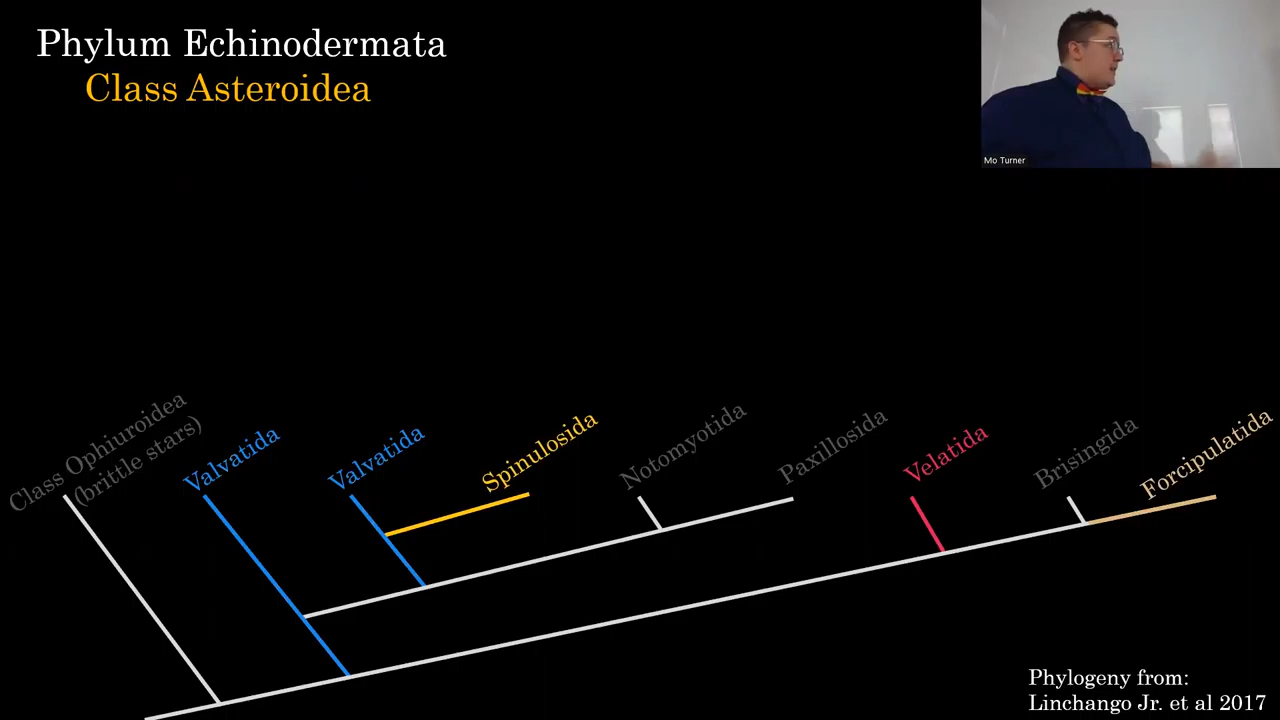 Phylum Echinodermata
Class Asteroidea
Mo Turner
Class Ophiuroidea
(brittle stars)
Valvatida
Valvatida
Spinulosida
Notomyotida
Paxillosida
Velatida
Brisingida
Forcipulatida
Phylogeny from:
Linchango Jr. et al 2017